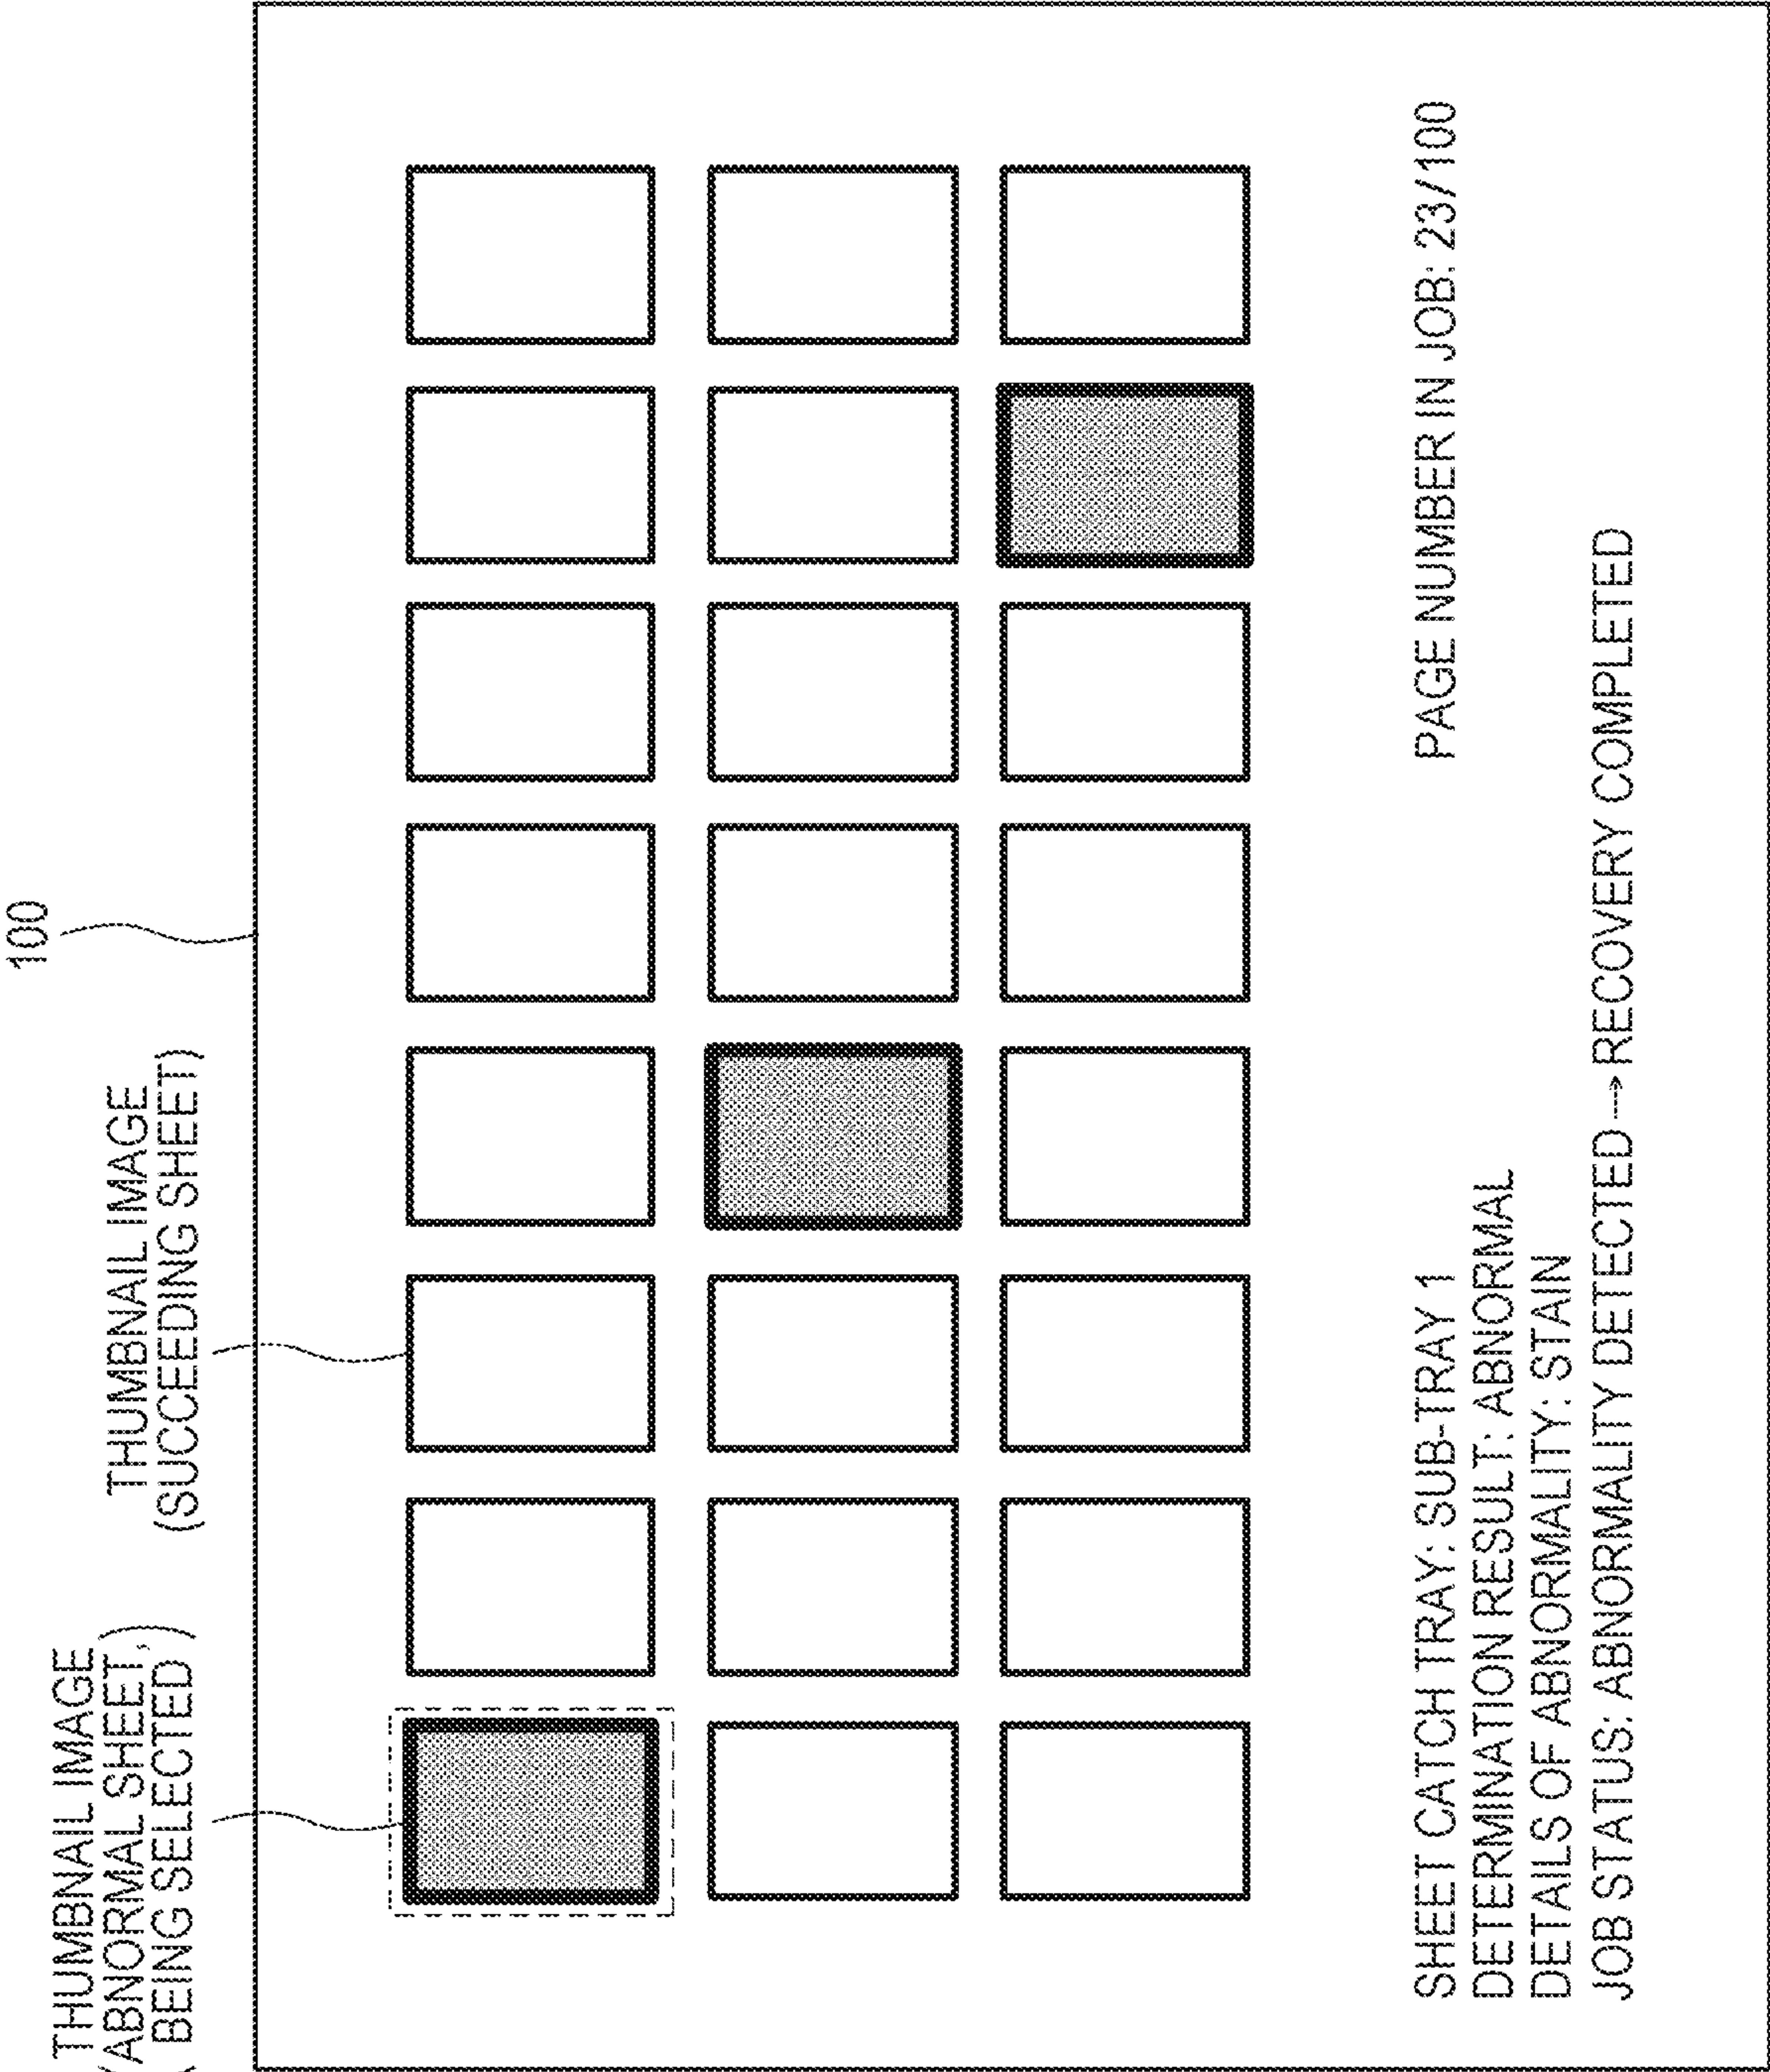 100
THUMBNAIL IMAGE
(ABNORMAL SHEET,
BEING SELECTED)
THUMBNAIL IMAGE
(SUCCEEDING SHEET)
SHEET CATCH TRAY: SUB-TRAY 1
PAGE NUMBER IN JOB: 23/100
DETERMINATION RESULT: ABNORMAL
DETAILS OF ABNORMALITY: STAIN
JOB STATUS: ABNORMALITY DETECTED → RECOVERY COMPLETED